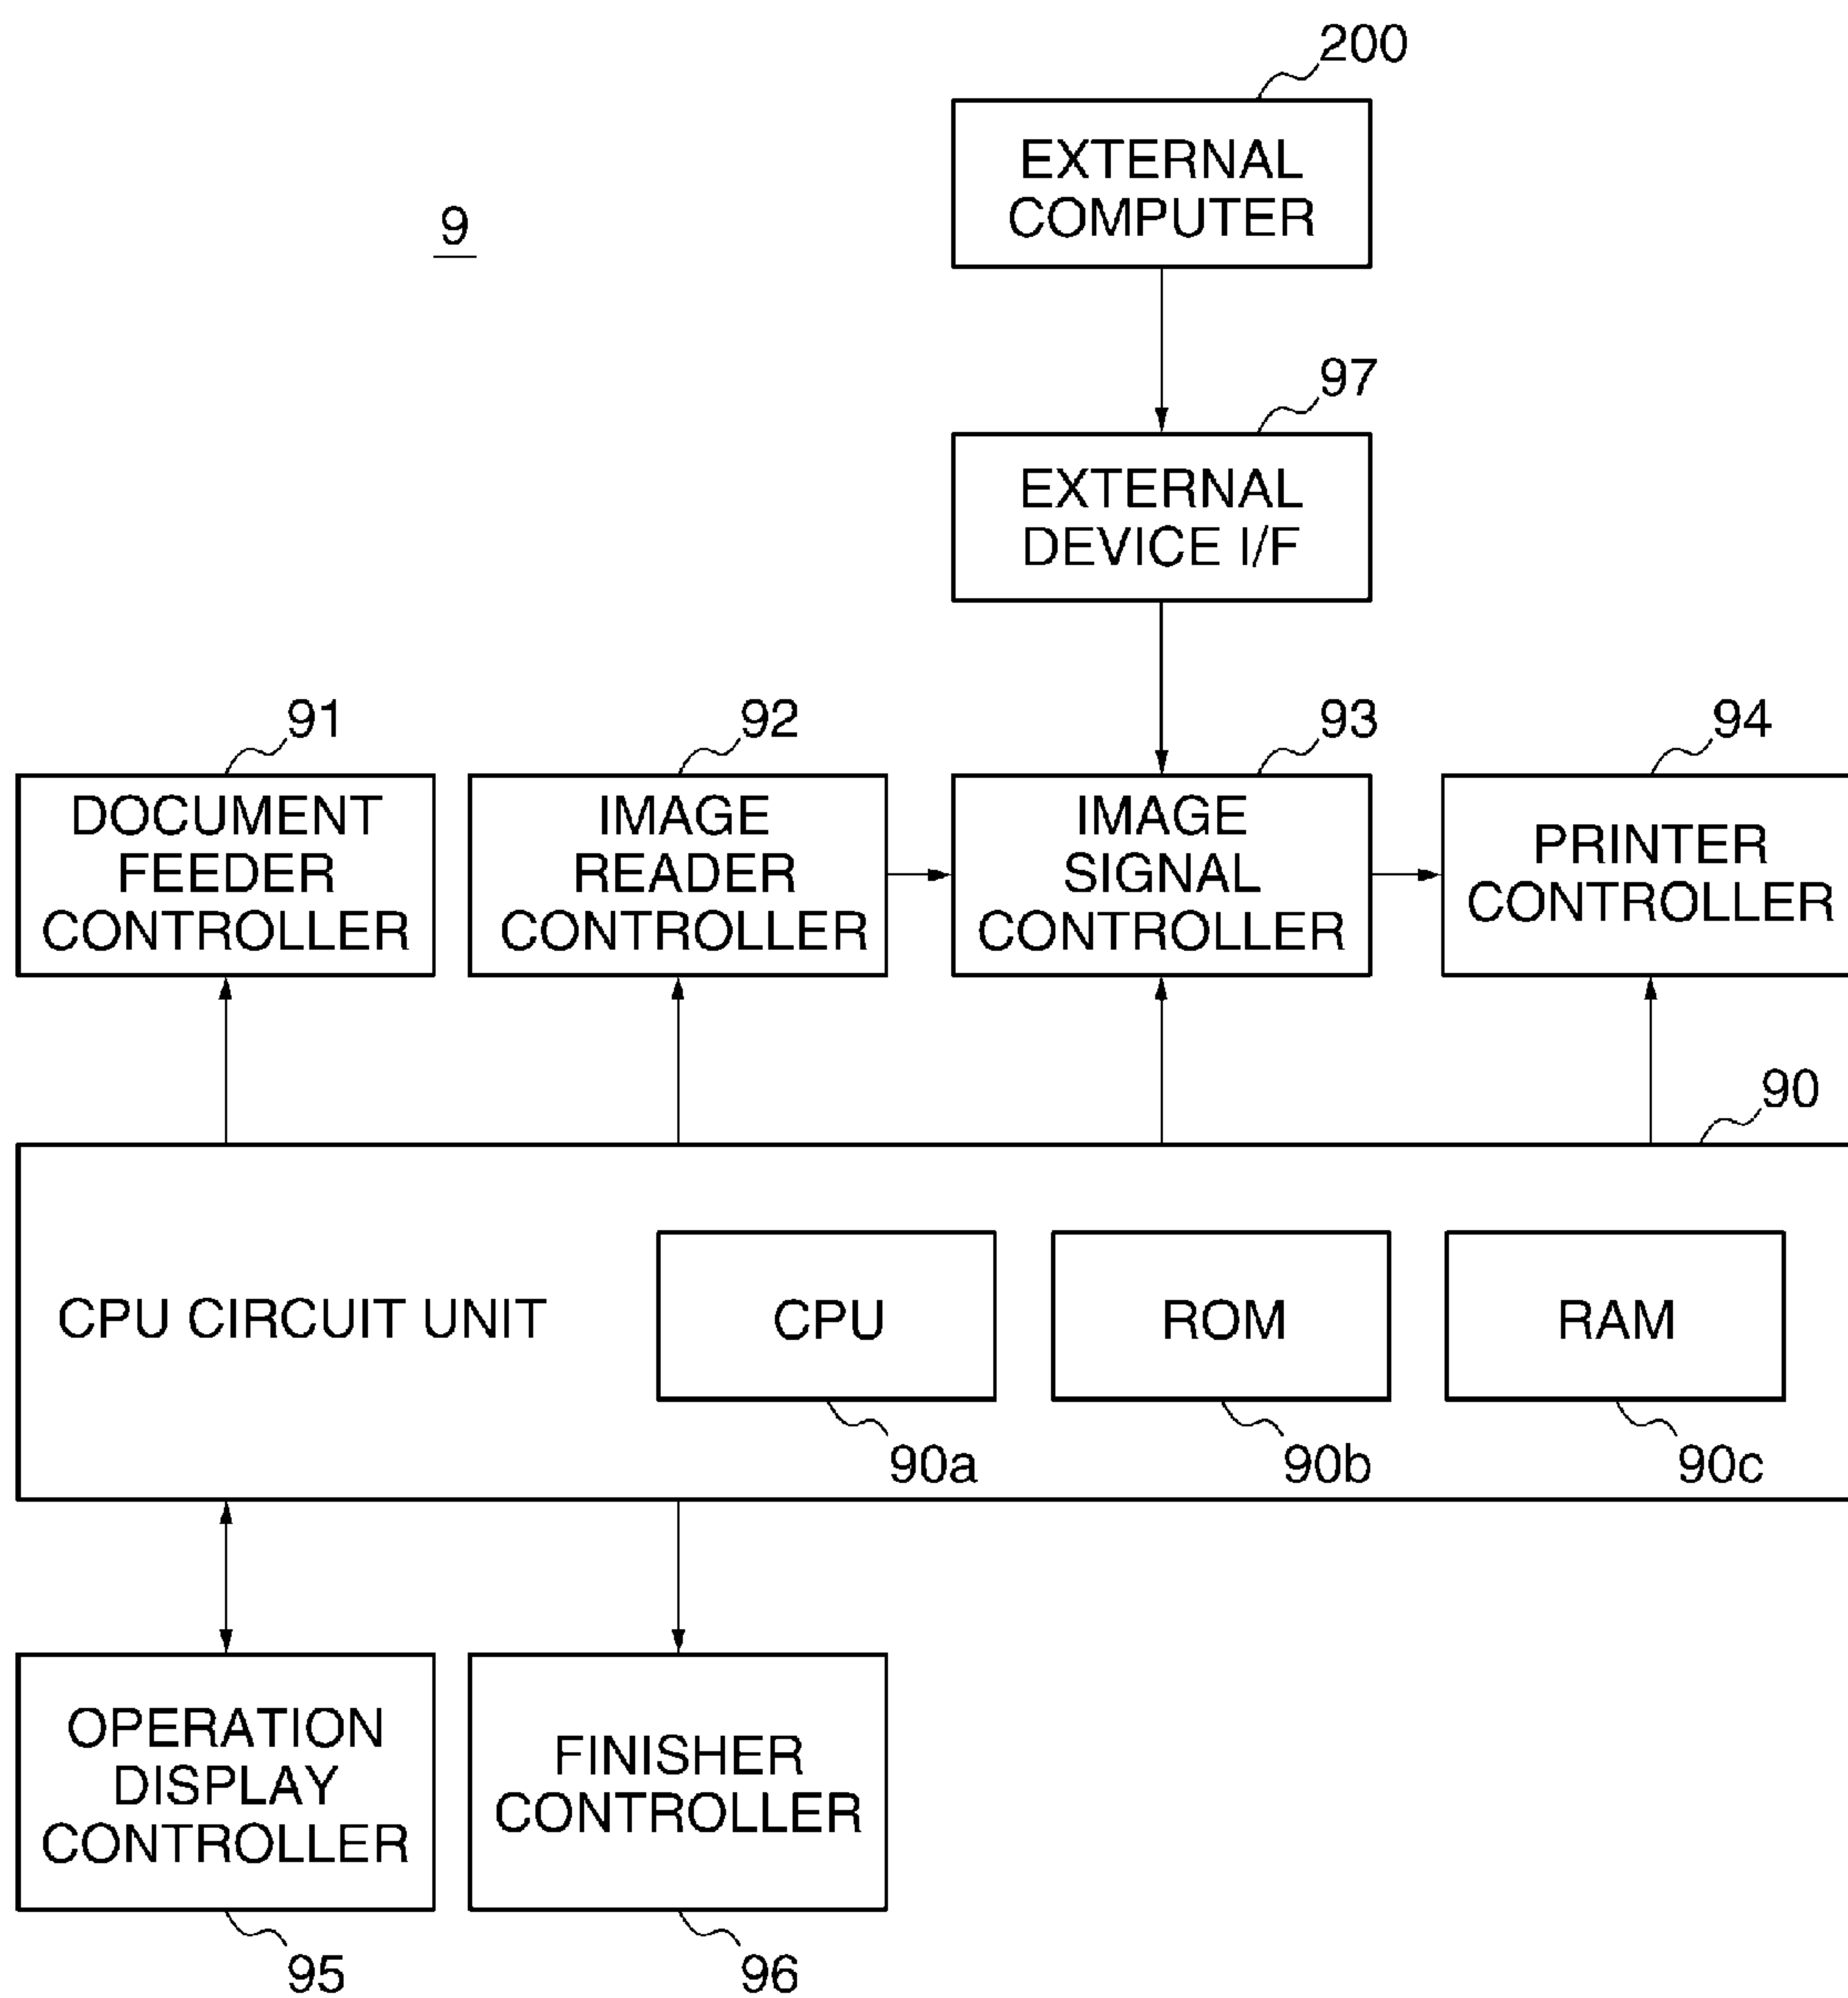 200
EXTERNAL
COMPUTER
9
97
EXTERNAL
DEVICE I/F
91
92
93
94
DOCUMENT
FEEDER
CONTROLLER
IMAGE
READER
CONTROLLER
IMAGE
SIGNAL
CONTROLLER
PRINTER
CONTROLLER
90
CPU CIRCUIT UNIT
CPU
ROM
RAM
90a
90b
90c
OPERATION
DISPLAY
CONTROLLER
FINISHER
CONTROLLER
95
96